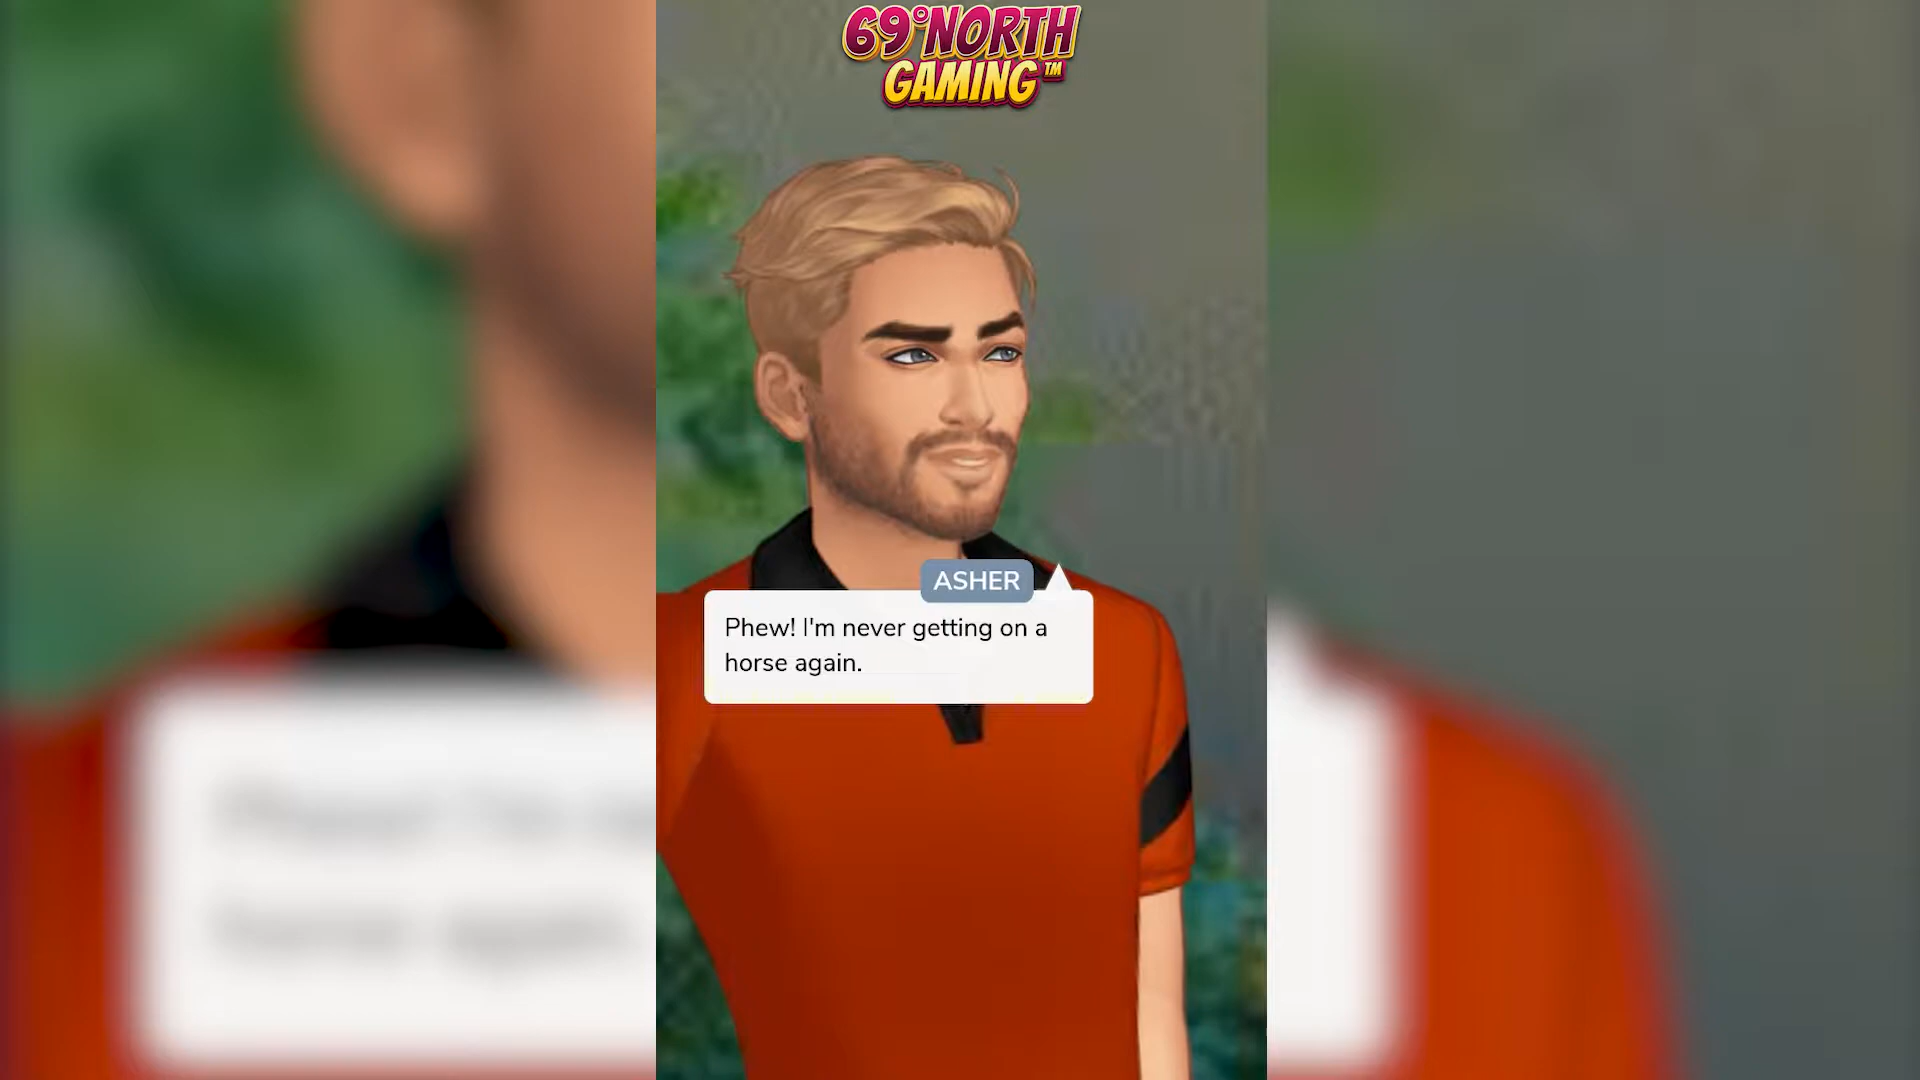 69°NORTH
GAMING™
ASHER
Phew! I'm never getting on a
horse again.